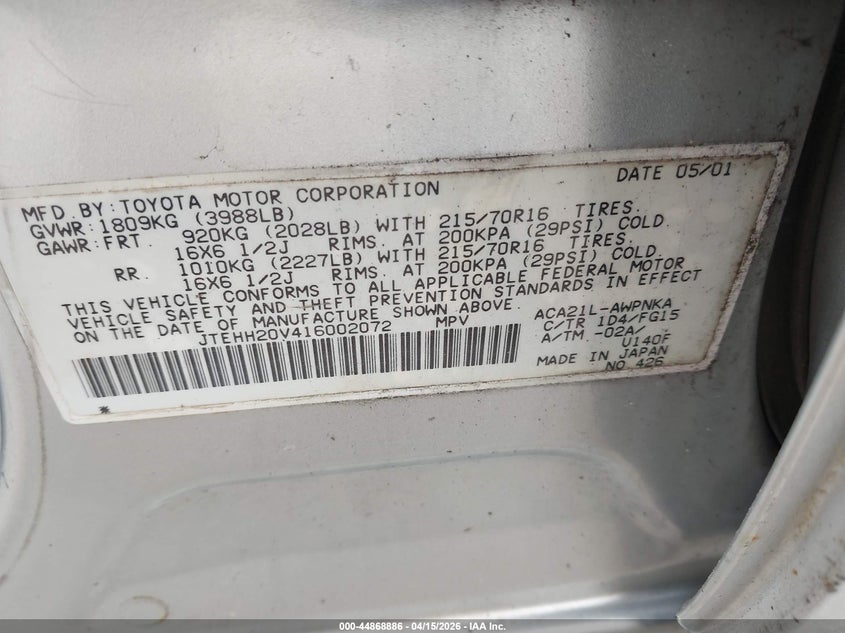 DATE 05/01
MFD. BY: TOYOTA MOTOR CORPORATION
GVWR: 1809KG (3988LB)
GAWR: FRT. 920KG (2028LB) WITH 215/70R16 TIRES.
16X6 1/2J RIMS. AT 200KPA (29PSI) COLD.
RR. 1010KG (2227LB) WITH 215/70R16 TIRES.
16X6 1/2J RIMS. AT 200KPA (29PSI) COLD.
THIS VEHICLE CONFORMS TO ALL APPLICABLE FEDERAL MOTOR
VEHICLE SAFETY AND THEFT PREVENTION STANDARDS IN EFFECT
ON THE DATE OF MANUFACTURE SHOWN ABOVE.
JTEHH20V416002072 MPV
ACA21L-AWPNKA
C/TR 1D4/FG15
A/TM -02A/
U140F
MADE IN JAPAN
NO. 426
*
000-44868886 - 04/15/2026 - IAA Inc.